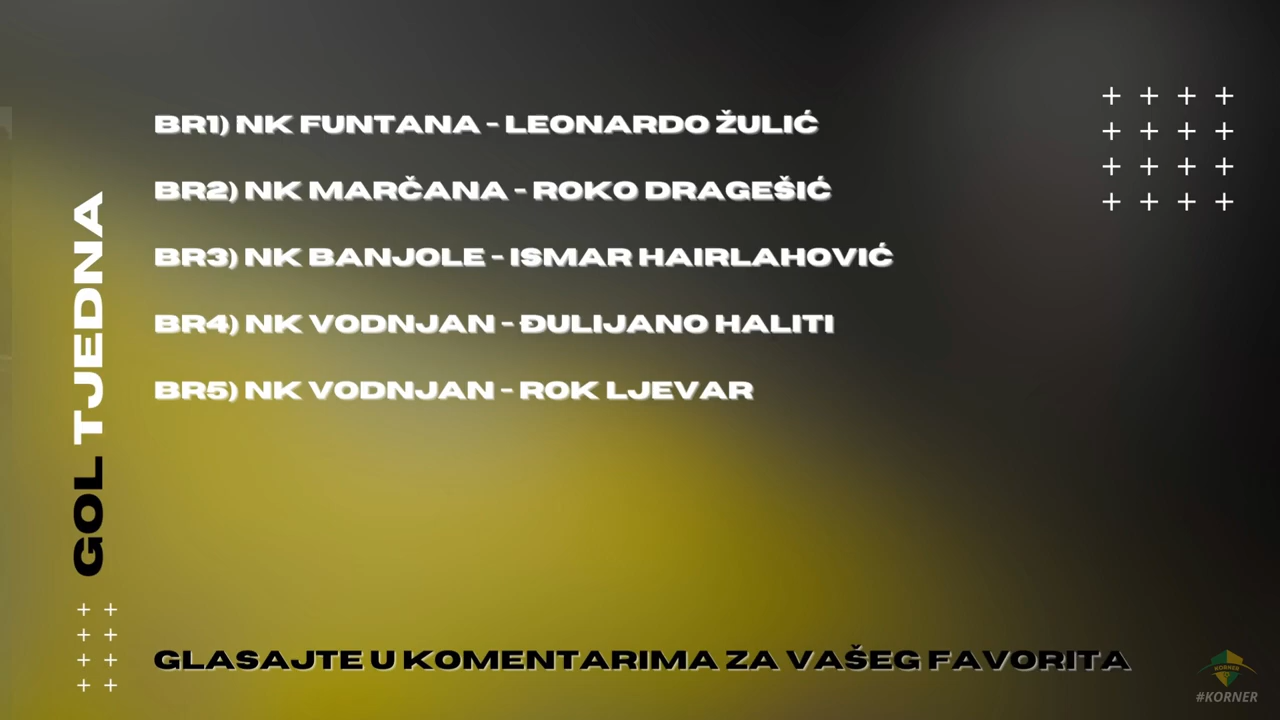 BR1) NK FUNTANA - LEONARDO ŽULIĆ
BR2) NK MARČANA - ROKO DRAGEŠIĆ
BR3) NK BANJOLE - ISMAR HAIRLAHOVIĆ
BR4) NK VODNJAN - ĐULIJANO HALITI
BR5) NK VODNJAN - ROK LJEVAR
GOL TJEDNA
GLASAJTE U KOMENTARIMA ZA VAŠEG FAVORITA
KORNER
#KORNER